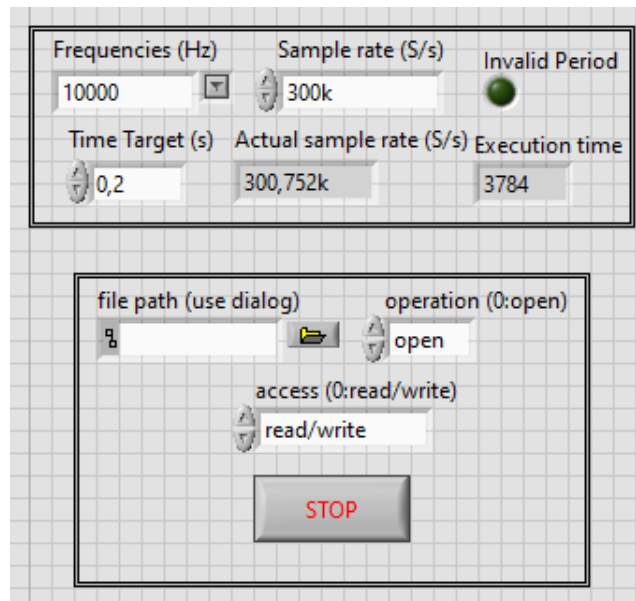 Frequencies (Hz) Sample rate (S/s) Invalid Period
10000 300k
Time Target (s) Actual sample rate (S/s) Execution time
0,2 300,752k 3784
file path (use dialog) operation (0:open)
open
access (0:read/write)
read/write
STOP